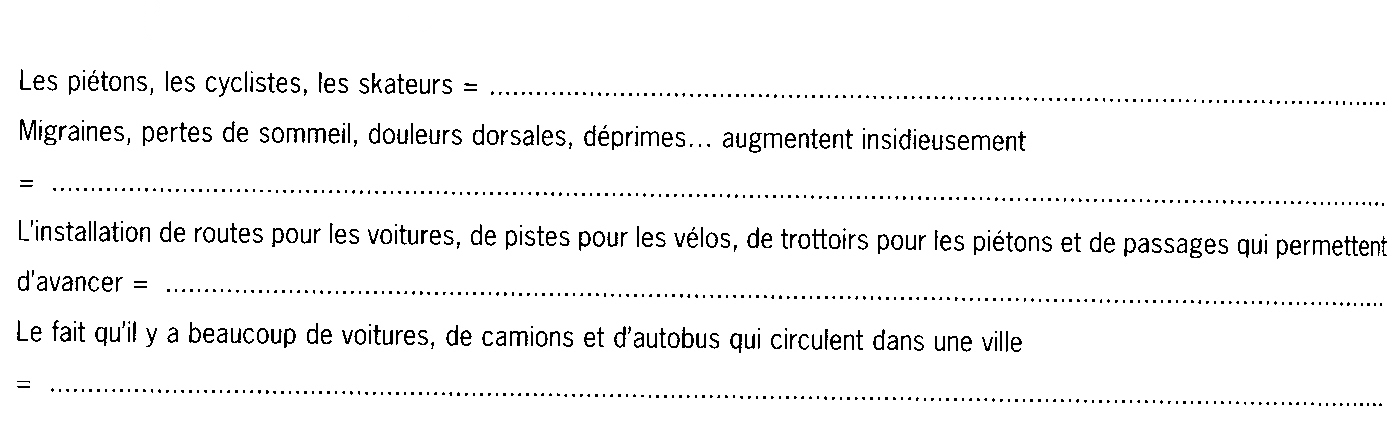 Les piétons, les cyclistes, les skateurs = ........................................................................
Migraines, pertes de sommeil, douleurs dorsales, déprimes... augmentent insidieusement
= ........................................................................
L'installation de routes pour les voitures, de pistes pour les vélos, de trottoirs pour les piétons et de passages qui permettent
d'avancer = ........................................................................
Le fait qu'il y a beaucoup de voitures, de camions et d'autobus qui circulent dans une ville
= ........................................................................